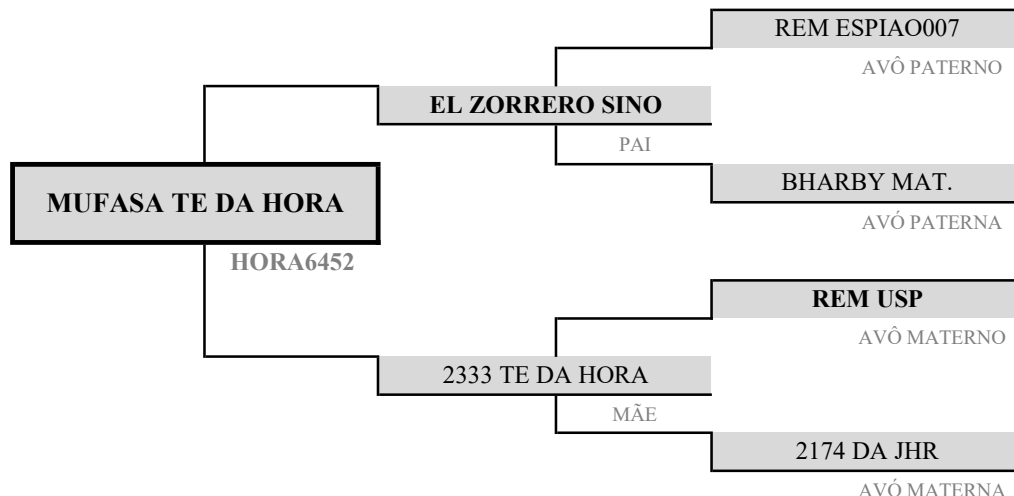 REM ESPIAO007
AVÔ PATERNO
EL ZORRERO SINO
PAI
BHARBY MAT.
AVÓ PATERNA
MUFASA TE DA HORA
HORA6452
REM USP
AVÔ MATERNO
2333 TE DA HORA
MÃE
2174 DA JHR
AVÓ MATERNA